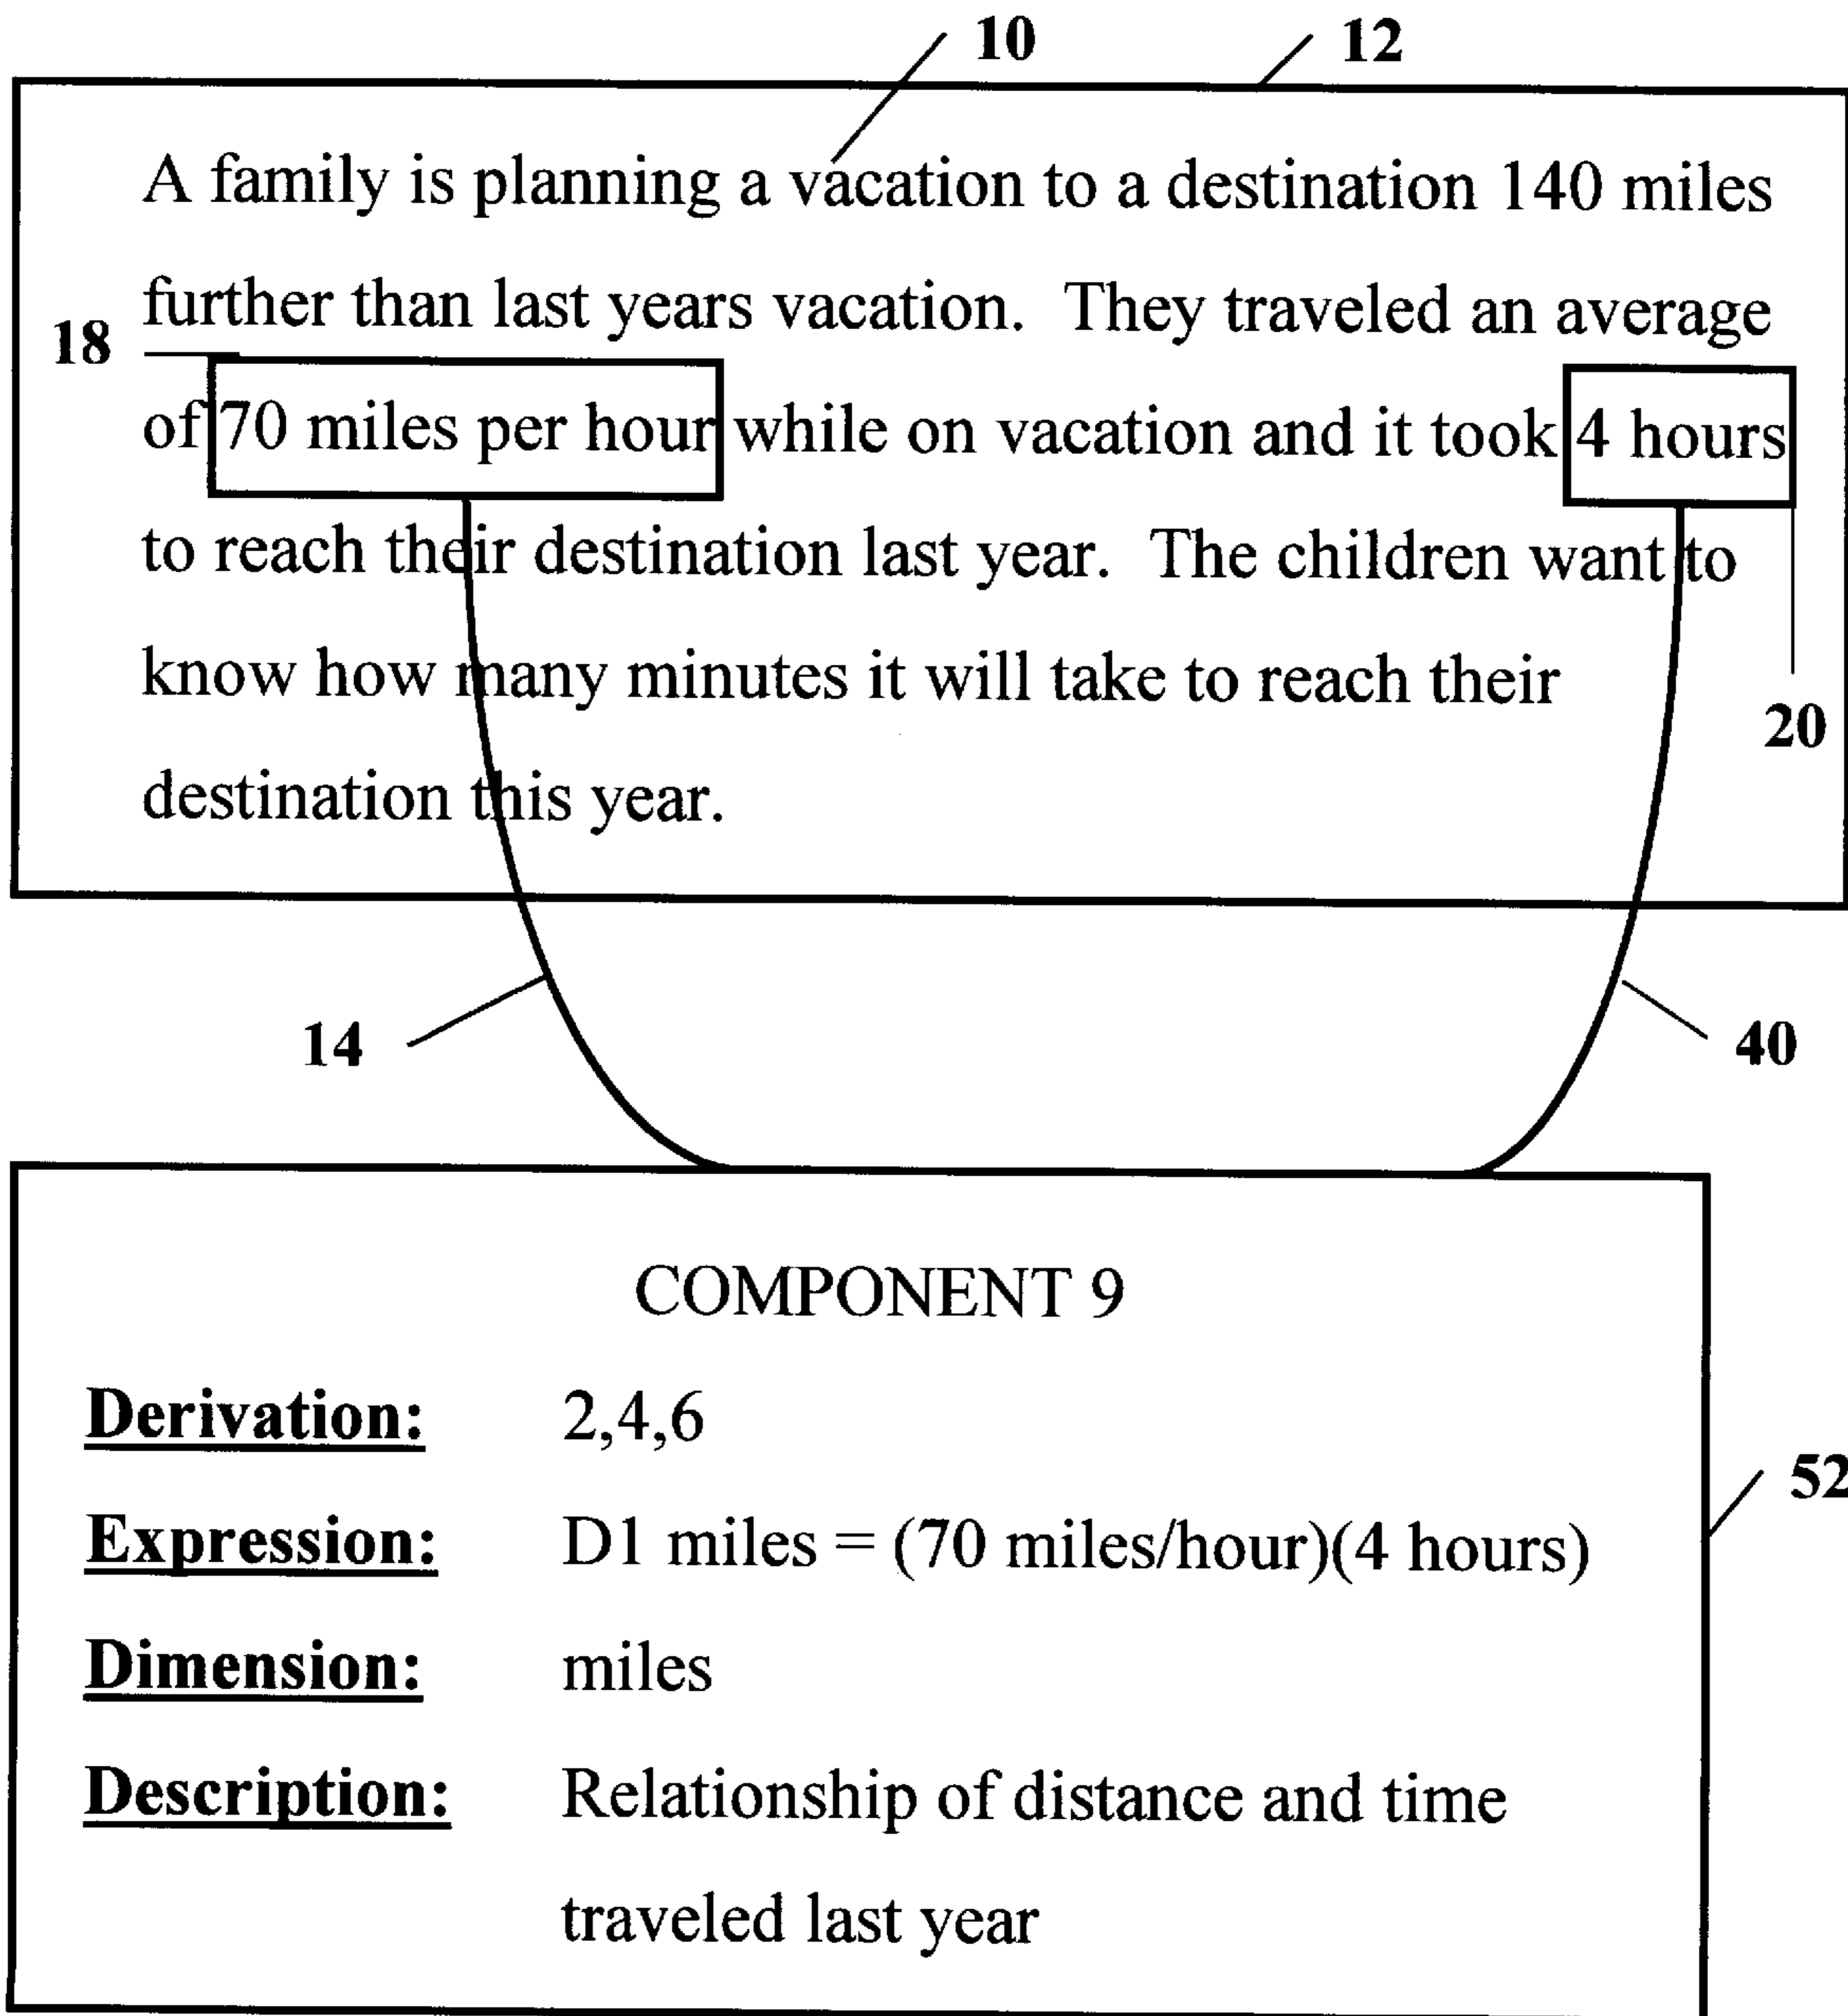 10 12
A family is planning a vacation to a destination 140 miles
further than last years vacation. They traveled an average
18
of 70 miles per hour while on vacation and it took 4 hours
to reach their destination last year. The children want to
know how many minutes it will take to reach their
20
destination this year.
14 40
COMPONENT 9
Derivation: 2,4,6
52
Expression: D1 miles = (70 miles/hour)(4 hours)
Dimension: miles
Description: Relationship of distance and time
traveled last year